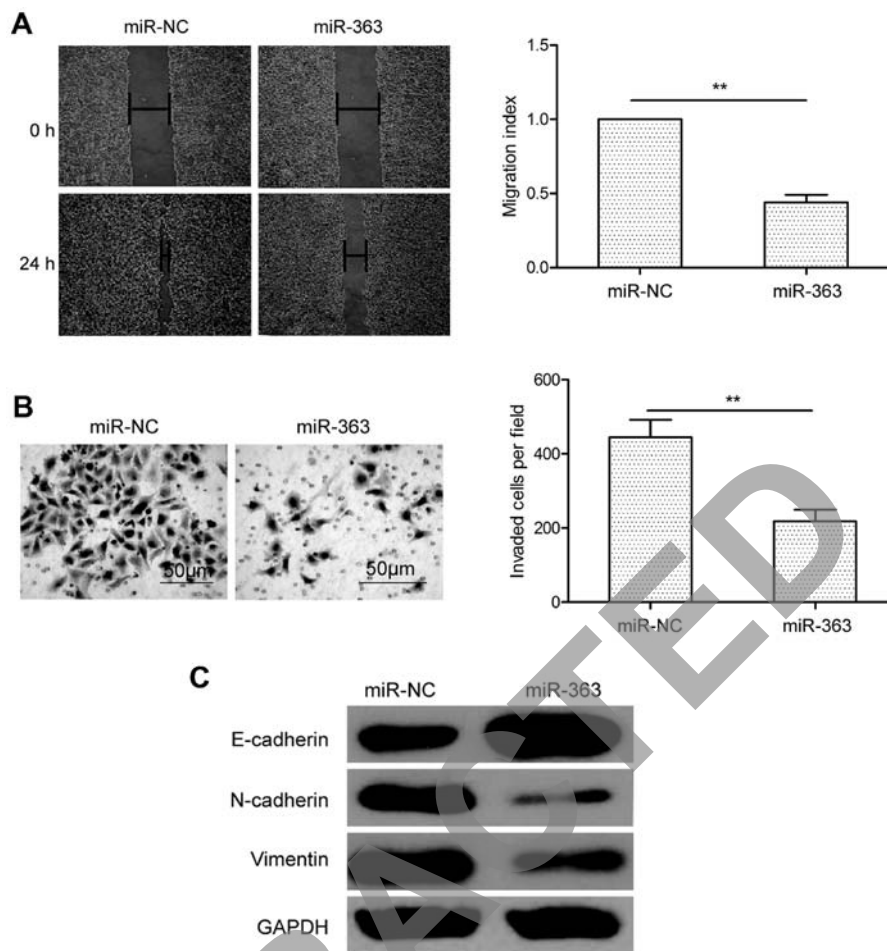 A
miR-NC
miR-363
0 h
24 h
Migration index
1.5
1.0
0.5
0.0
**
miR-NC
miR-363
B
miR-NC
miR-363
50μm
50μm
Invaded cells per field
600
400
200
0
**
miR-NC
miR-363
C
miR-NC
miR-363
E-cadherin
N-cadherin
Vimentin
GAPDH
ACTED